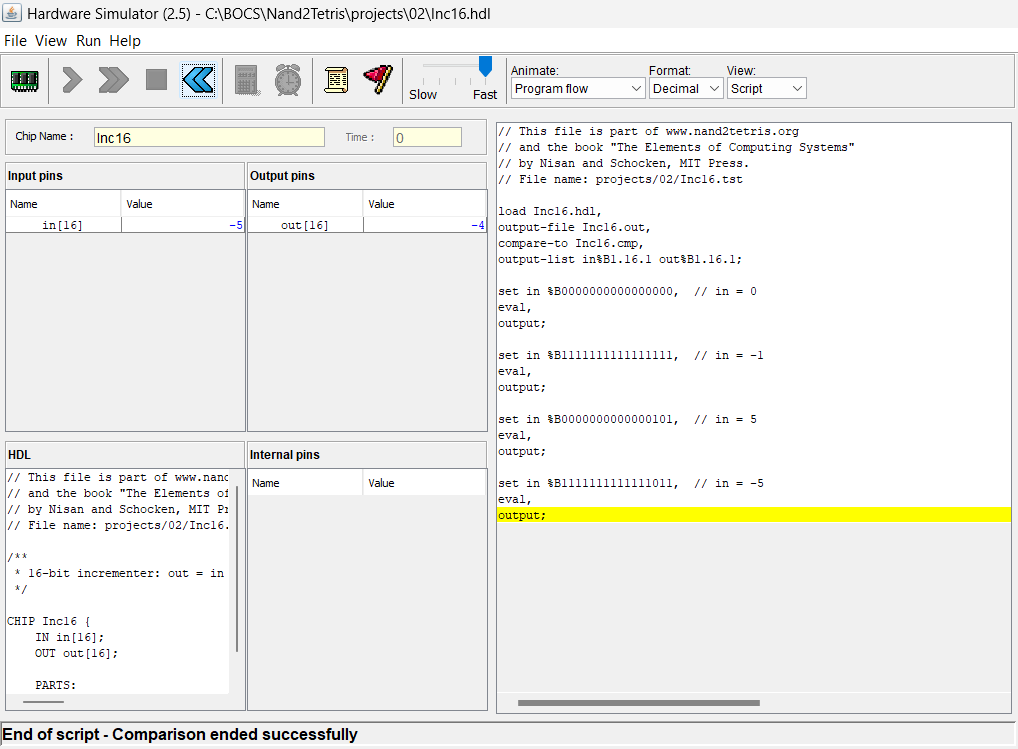 Hardware Simulator (2.5) - C:\BOCS\Nand2Tetris\projects\02\Inc16.hdl
File View Run Help
Slow
Fast
Animate:
Program flow
Format:
Decimal
View:
Script
Chip Name :
Inc16
Time :
0
Input pins
Name
Value
in[16]
-5
Output pins
Name
Value
out[16]
-4
HDL
// This file is part of www.nand
// and the book "The Elements of
// by Nisan and Schocken, MIT Pr
// File name: projects/02/Inc16.
/**
* 16-bit incrementer: out = in
*/
CHIP Inc16 {
IN in[16];
OUT out[16];
PARTS:
Internal pins
Name
Value
// This file is part of www.nand2tetris.org
// and the book "The Elements of Computing Systems"
// by Nisan and Schocken, MIT Press.
// File name: projects/02/Inc16.tst
load Inc16.hdl,
output-file Inc16.out,
compare-to Inc16.cmp,
output-list in%B1.16.1 out%B1.16.1;
set in %B0000000000000000,  // in = 0
eval,
output;
set in %B1111111111111111,  // in = -1
eval,
output;
set in %B0000000000000101,  // in = 5
eval,
output;
set in %B1111111111111011,  // in = -5
eval,
output;
End of script - Comparison ended successfully